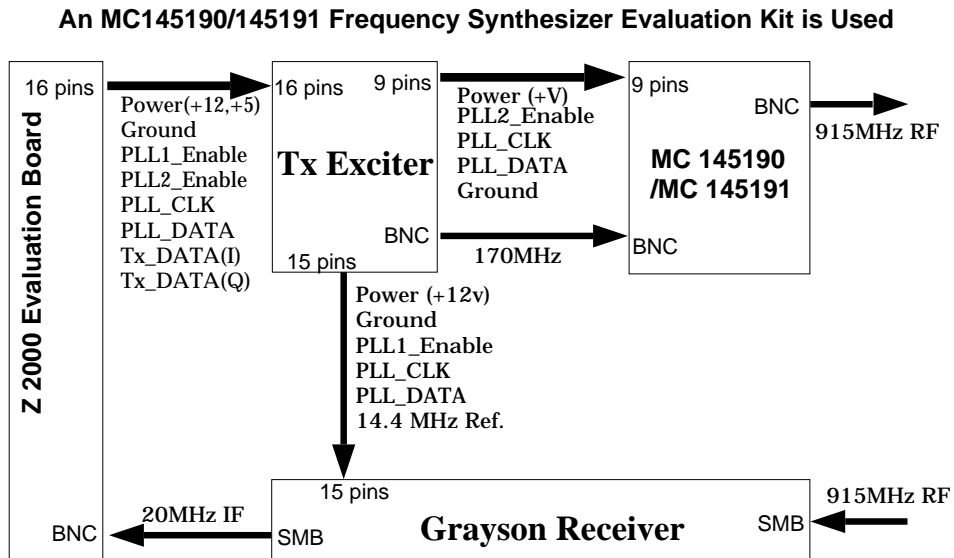 An MC145190/145191 Frequency Synthesizer Evaluation Kit is Used
16 pins
Z 2000 Evaluation Board
BNC
Power(+12,+5)
Ground
PLL1_Enable
PLL2_Enable
PLL_CLK
PLL_DATA
Tx_DATA(I)
Tx_DATA(Q)
16 pins
9 pins
Tx Exciter
BNC
15 pins
Power (+V)
PLL2_Enable
PLL_CLK
PLL_DATA
Ground
170MHz
9 pins
BNC
MC 145190
/MC 145191
BNC
915MHz RF
Power (+12v)
Ground
PLL1_Enable
PLL_CLK
PLL_DATA
14.4 MHz Ref.
15 pins
20MHz IF
SMB
Grayson Receiver
SMB
915MHz RF